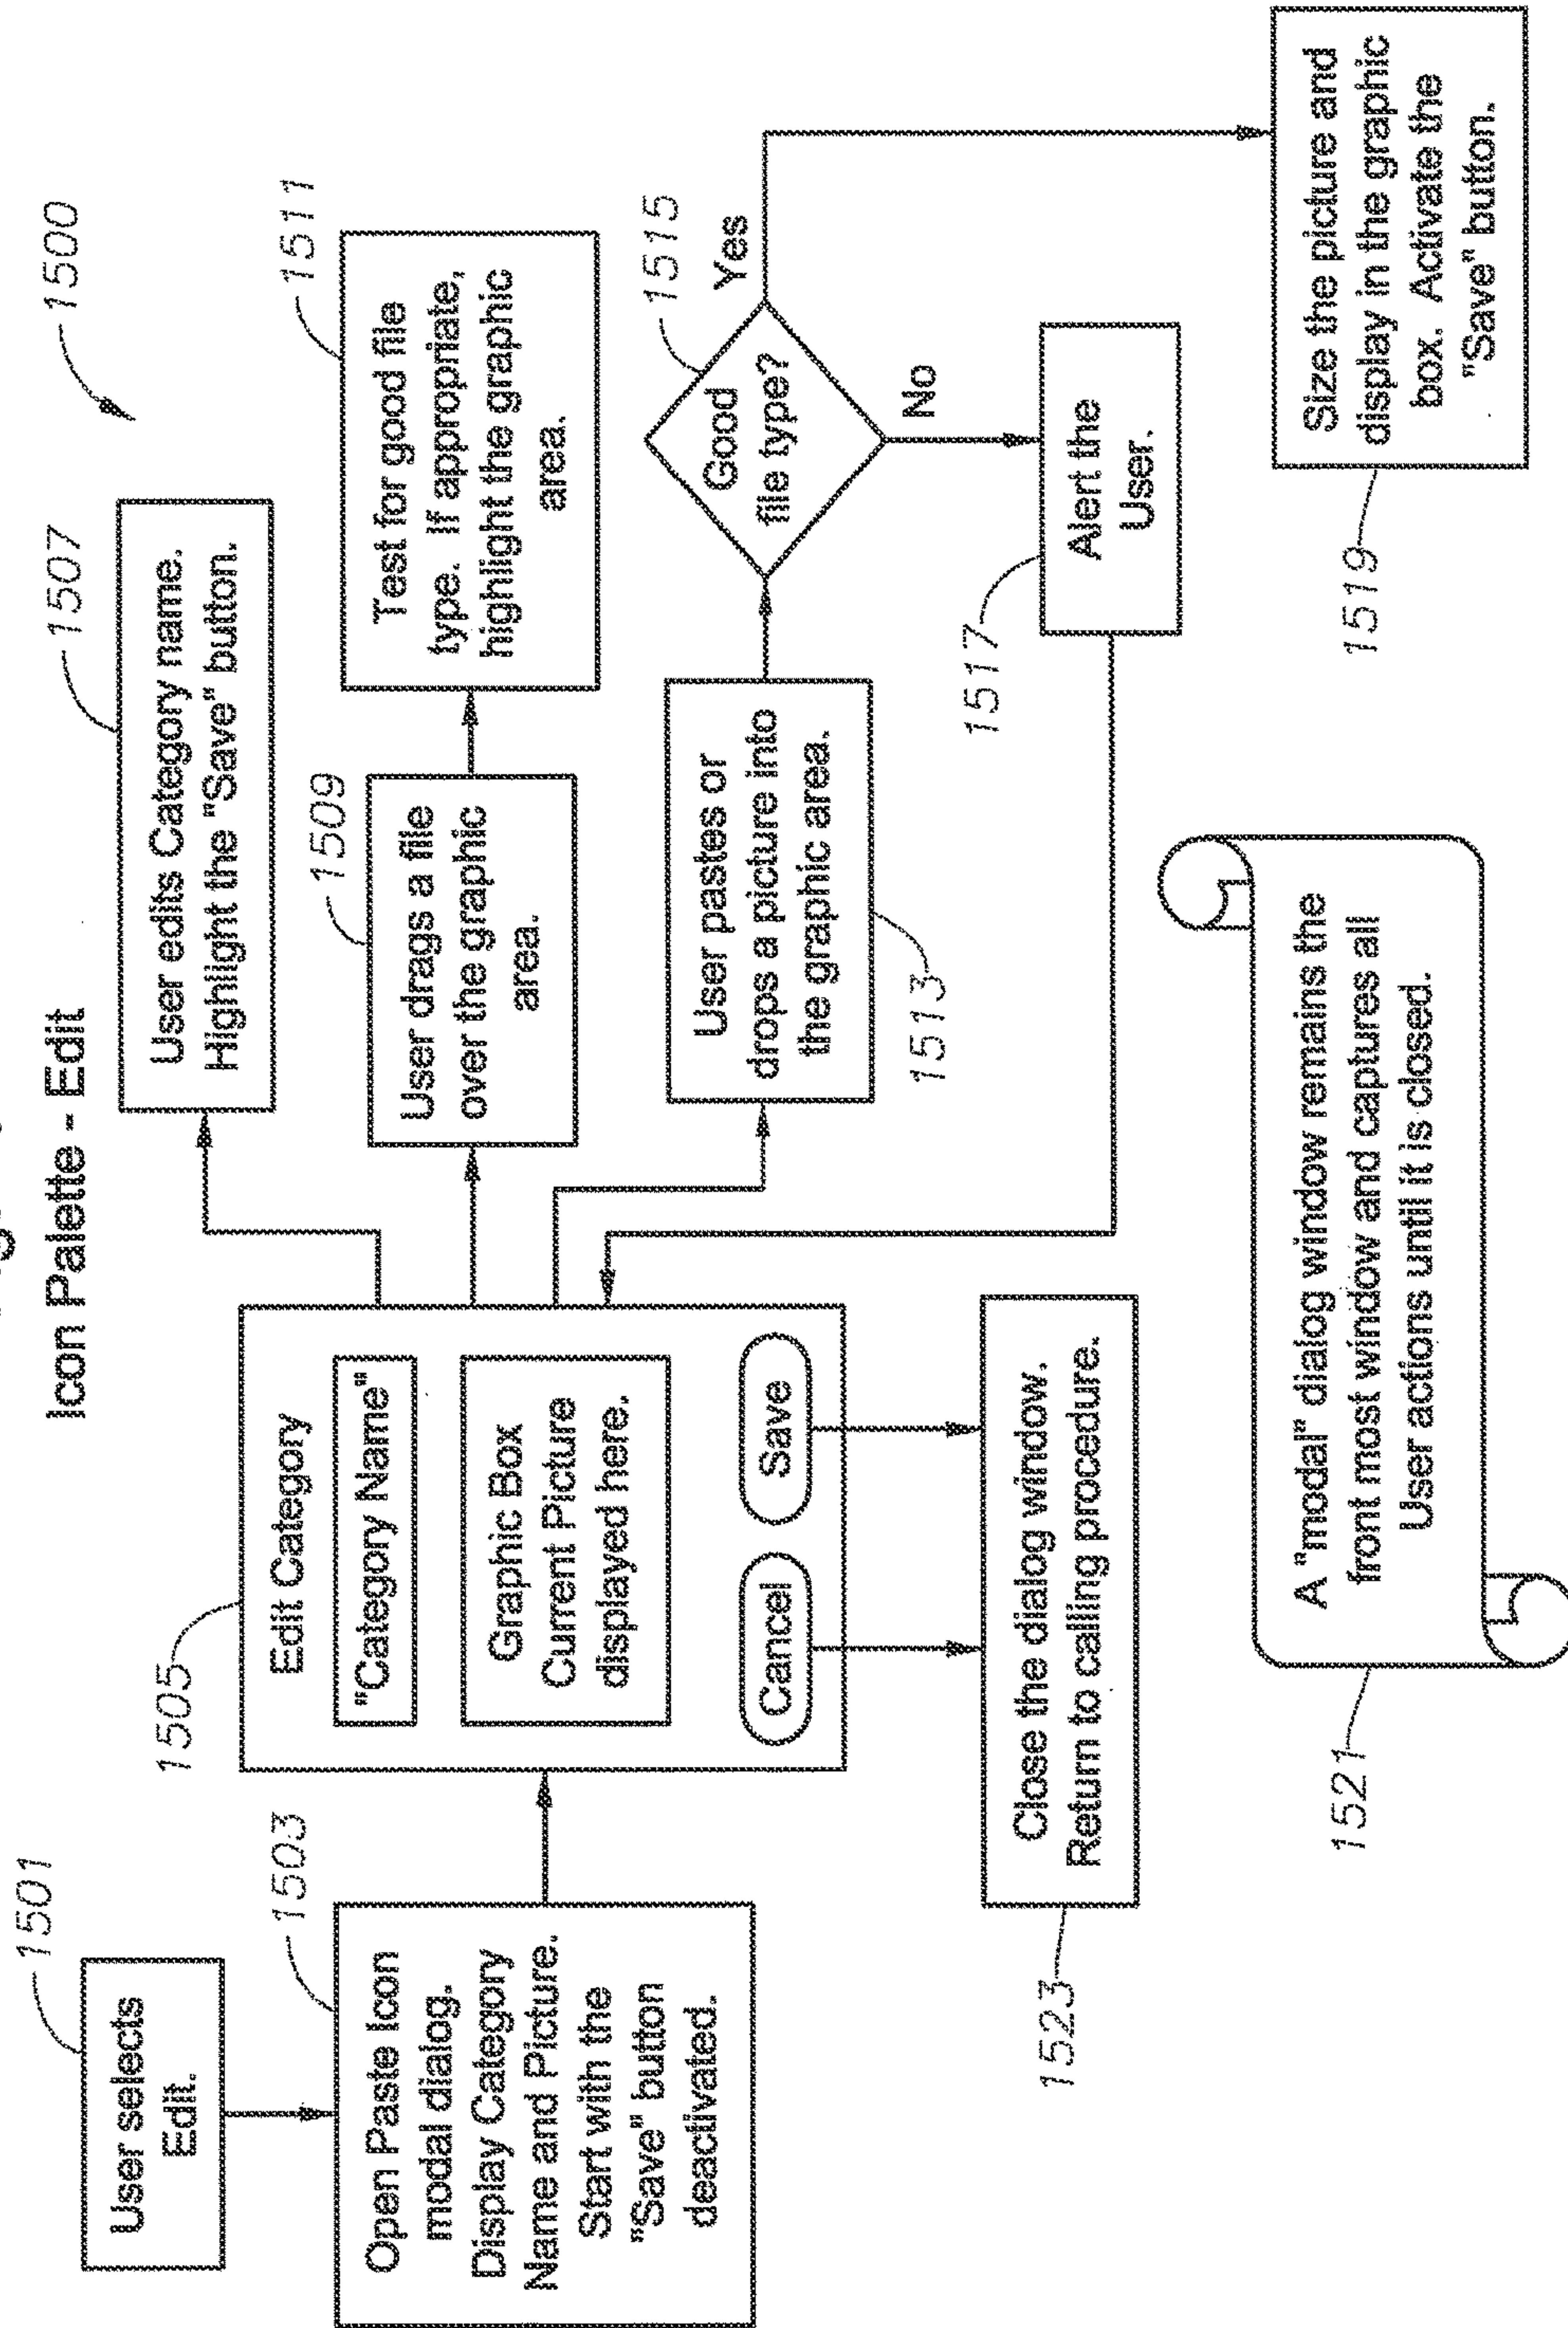 Icon Palette - Edit
1500
1501
User selects
Edit.
1503
Open Paste Icon
modal dialog.
Display Category
Name and Picture.
Start with the
"Save" button
deactivated.
1505
Edit Category
"Category Name"
Graphic Box
Current Picture
displayed here.
Cancel
Save
1507
User edits Category name.
Highlight the "Save" button.
1509
User drags a file
over the graphic
area.
1511
Test for good file
type. If appropriate,
highlight the graphic
area.
User pastes or
drops a picture into
the graphic area.
1513
1515
Good
file type?
Yes
No
1517
Alert the
User.
Size the picture and
display in the graphic
box. Activate the
"Save" button.
1519
Close the dialog window.
Return to calling procedure.
1523
A "modal" dialog window remains the
front most window and captures all
User actions until it is closed.
1521